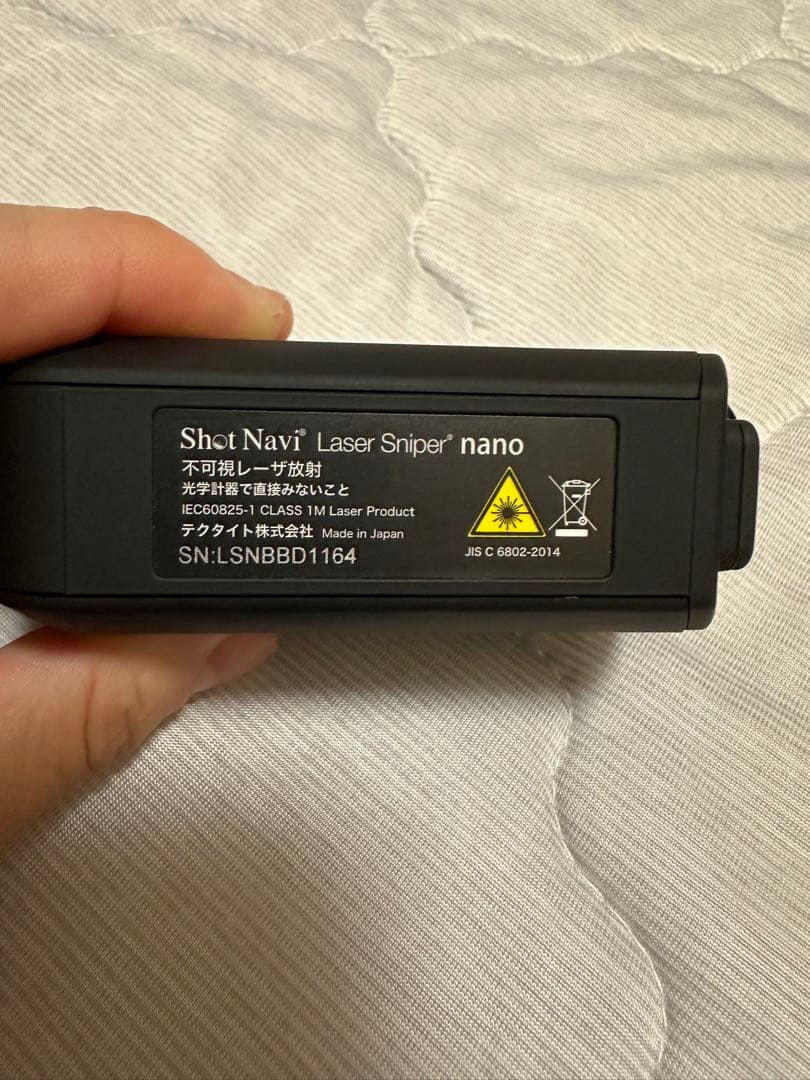 Shot Navi® Laser Sniper® nano
不可視レーザ放射
光学計器で直接みないこと
IEC60825-1 CLASS 1M Laser Product
テクタイト株式会社 Made in Japan
SN:LSNBBD1164
JIS C 6802-2014